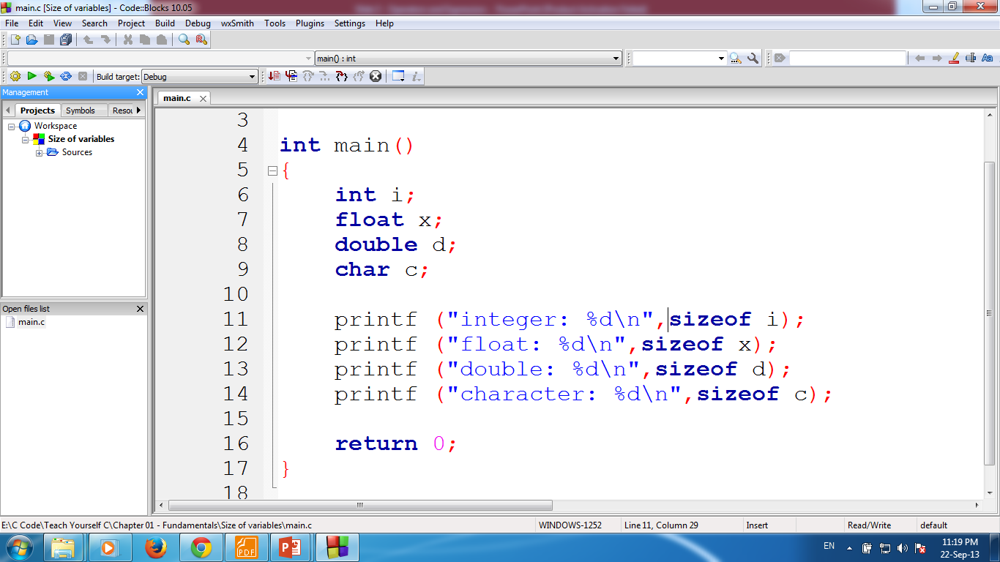 main.c [Size of variables] - Code::Blocks 10.05
File Edit View Search Project Build Debug wxSmith Tools Plugins Settings Help
main() : int
Build target: Debug
Management
main.c
Projects Symbols Resou
Workspace
Size of variables
Sources
Open files list
main.c
3
4 int main()
5 {
6 int i;
7 float x;
8 double d;
9 char c;
10
11 printf ("integer: %d\n",sizeof i);
12 printf ("float: %d\n",sizeof x);
13 printf ("double: %d\n",sizeof d);
14 printf ("character: %d\n",sizeof c);
15
16 return 0;
17 }
18
E:\C Code\Teach Yourself C\Chapter 01 - Fundamentals\Size of variables\main.c WINDOWS-1252 Line 11, Column 29 Insert Read/Write default
PDF
EN 11:19 PM
22-Sep-13